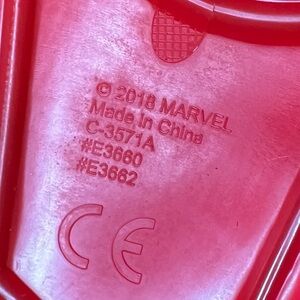 © 2018 MARVEL
Made in China
C-3571A
#E3660
#E3662
CE